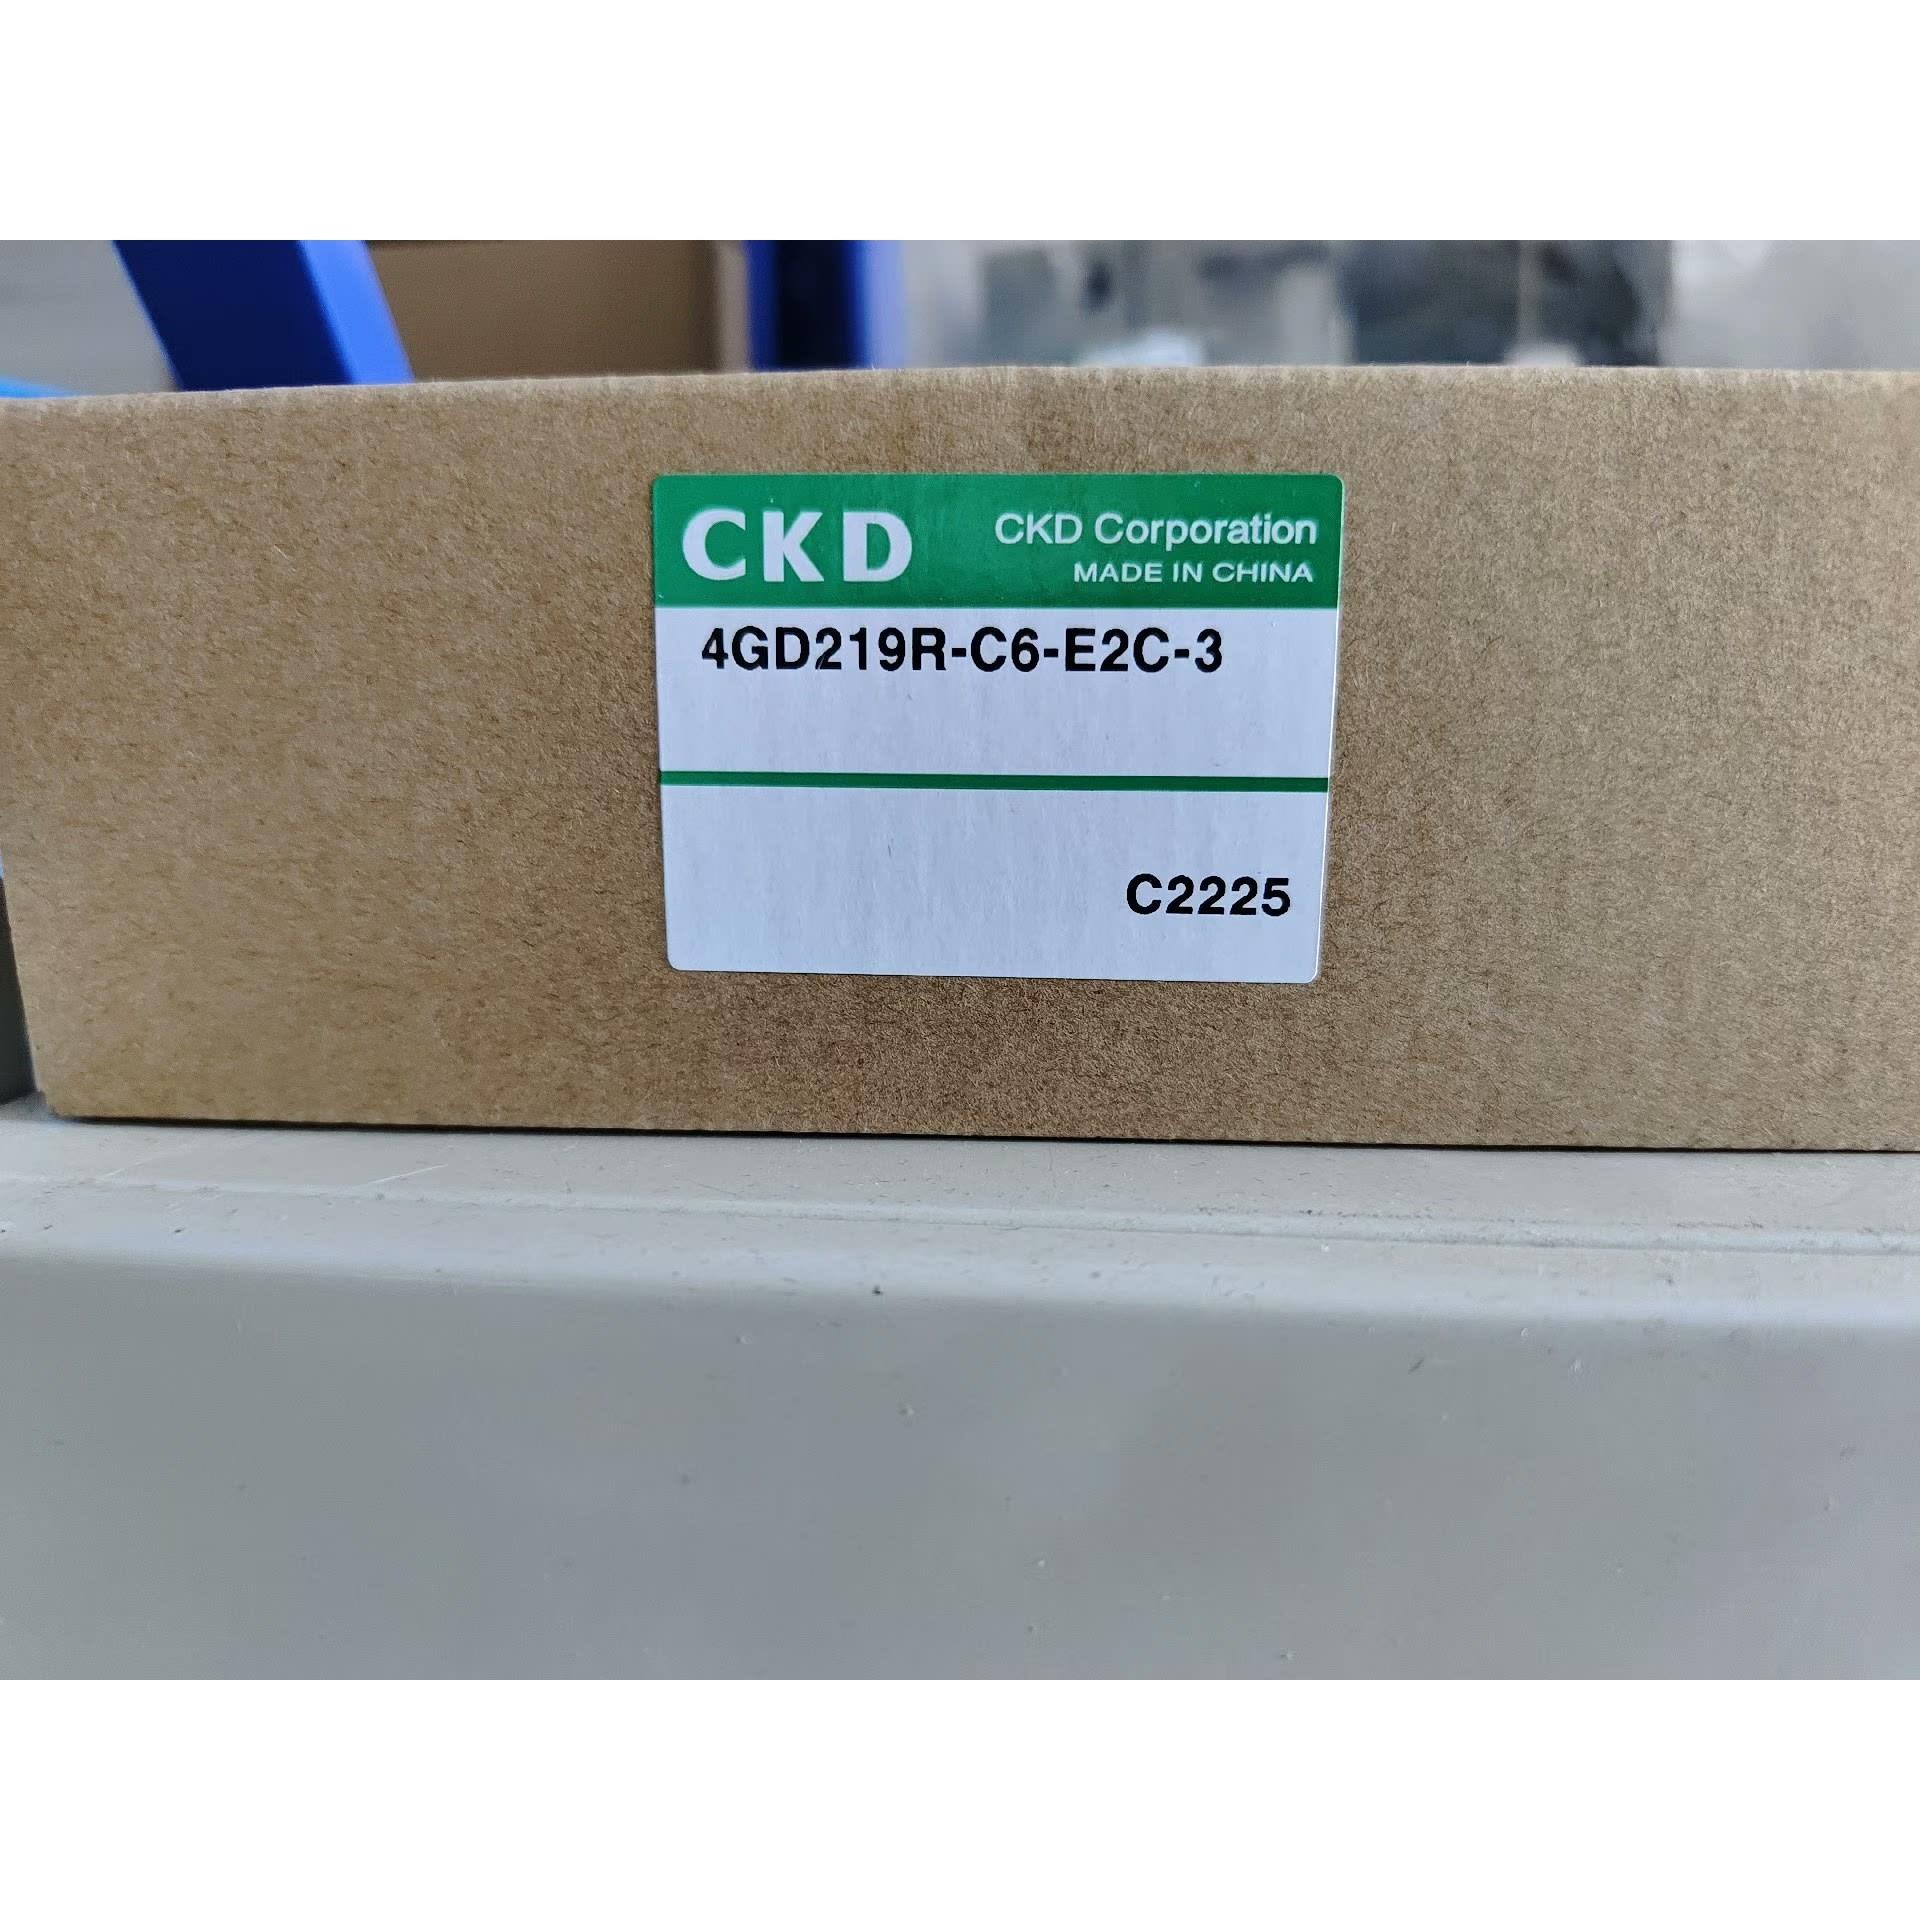 CKD
CKD Corporation
MADE IN CHINA
4GD219R-C6-E2C-3
C2225